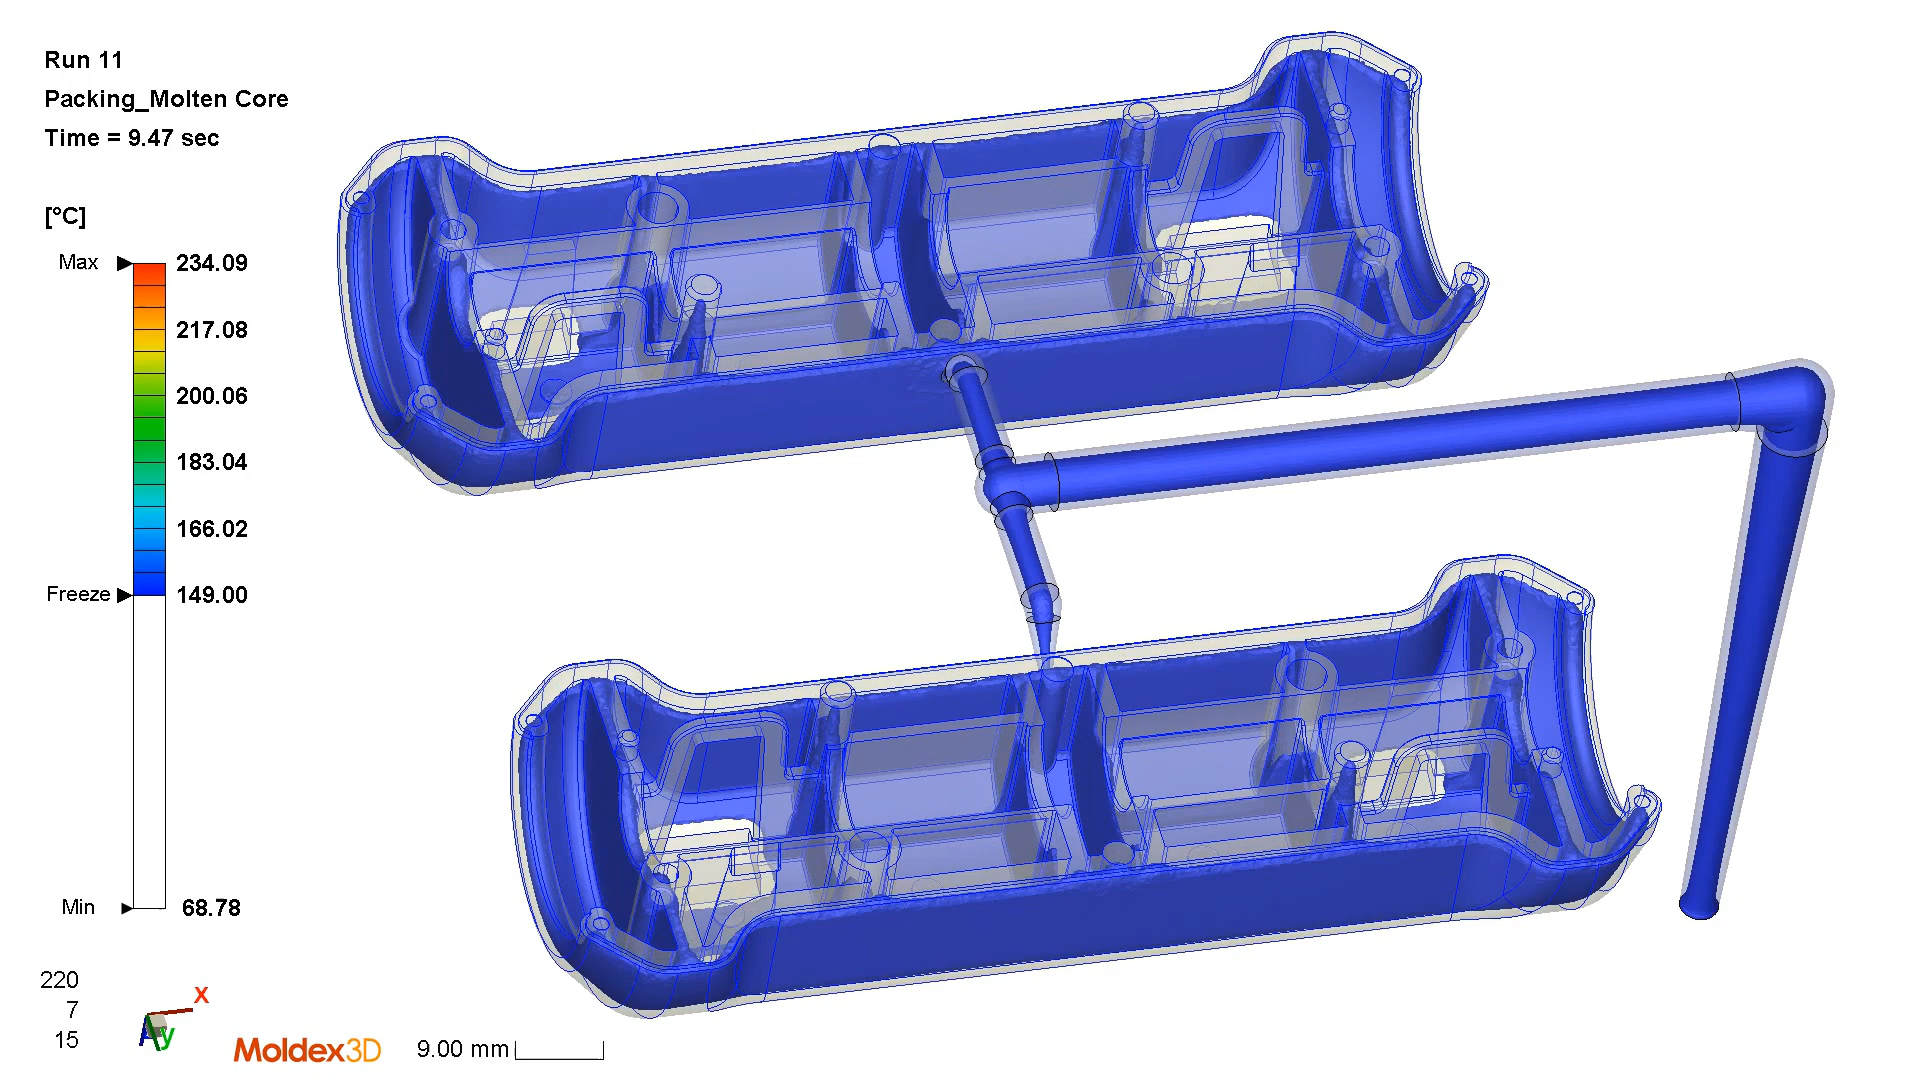 Run 11
Packing_Molten Core
Time = 9.47 sec
[°C]
Max 234.09
217.08
200.06
183.04
166.02
Freeze 149.00
Min 68.78
220
7
15
x
y
Moldex3D
9.00 mm